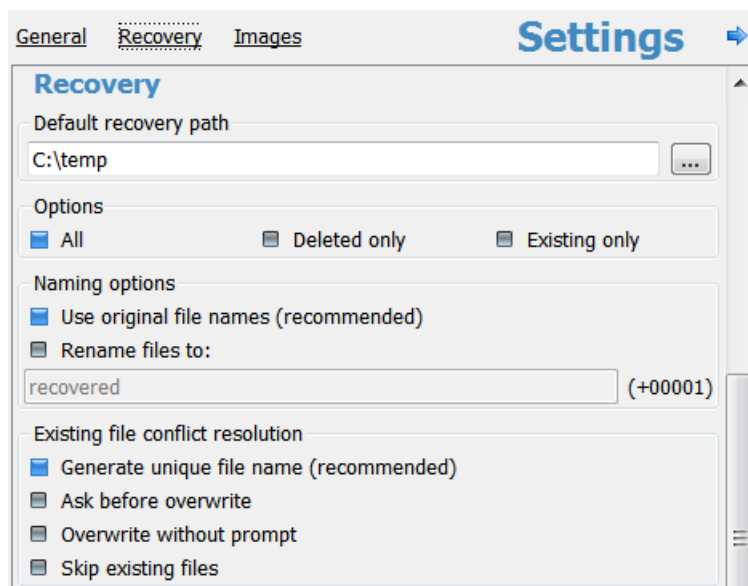 General Recovery Images Settings
Recovery
Default recovery path
C:\temp ...
Options
All Deleted only Existing only
Naming options
Use original file names (recommended)
Rename files to:
recovered (+00001)
Existing file conflict resolution
Generate unique file name (recommended)
Ask before overwrite
Overwrite without prompt
Skip existing files